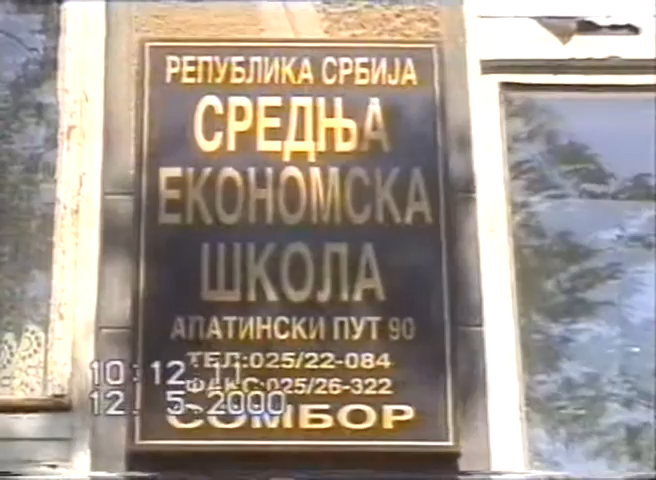 РЕПУБЛИКА СРБИЈА
СРЕДЊА
ЕКОНОМСКА
ШКОЛА
АПАТИНСКИ ПУТ 90
ТЕЛ.:025/22-084
ФАКС:025/26-322
СОМБОР
10:12:11
12. 5.2000